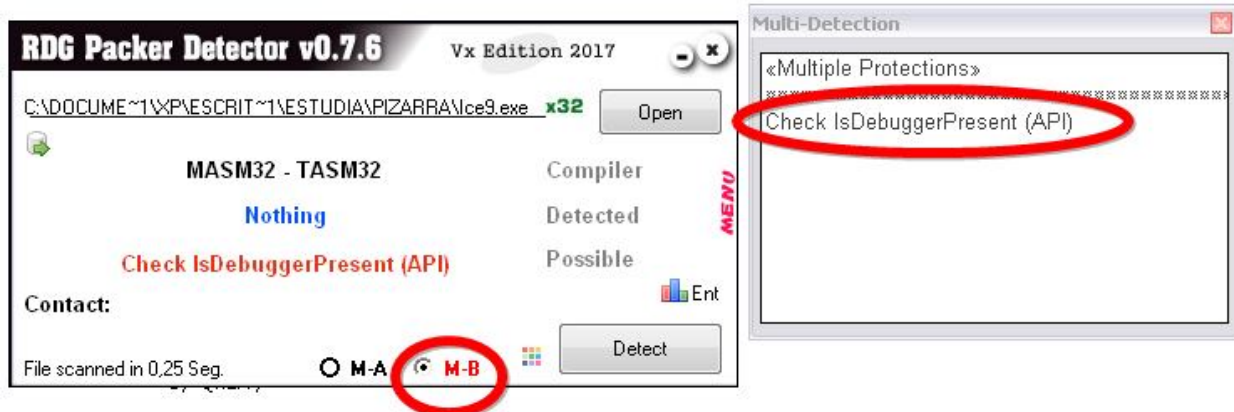 RDG Packer Detector v0.7.6 Vx Edition 2017
C:\DOCUME~1\XP\ESCRIT~1\ESTUDIA\PIZARRA\Ice9.exe x32 Open
MASM32 - TASM32 Compiler
Nothing Detected
Check IsDebuggerPresent (API) Possible
MENU
Contact:
Ent
File scanned in 0,25 Seg. M-A M-B Detect
Multi-Detection
«Multiple Protections»
Check IsDebuggerPresent (API)